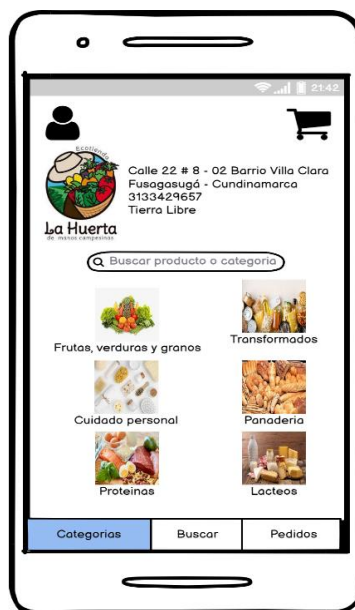 21:42
Calle 22 # 8 - 02 Barrio Villa Clara
Fusagasugá - Cundinamarca
3133429657
Tierra Libre
Ecotienda
La Huerta
de manos campesinas
Buscar producto o categoria
Frutas, verduras y granos
Transformados
Cuidado personal
Panaderia
Proteinas
Lacteos
Categorias
Buscar
Pedidos